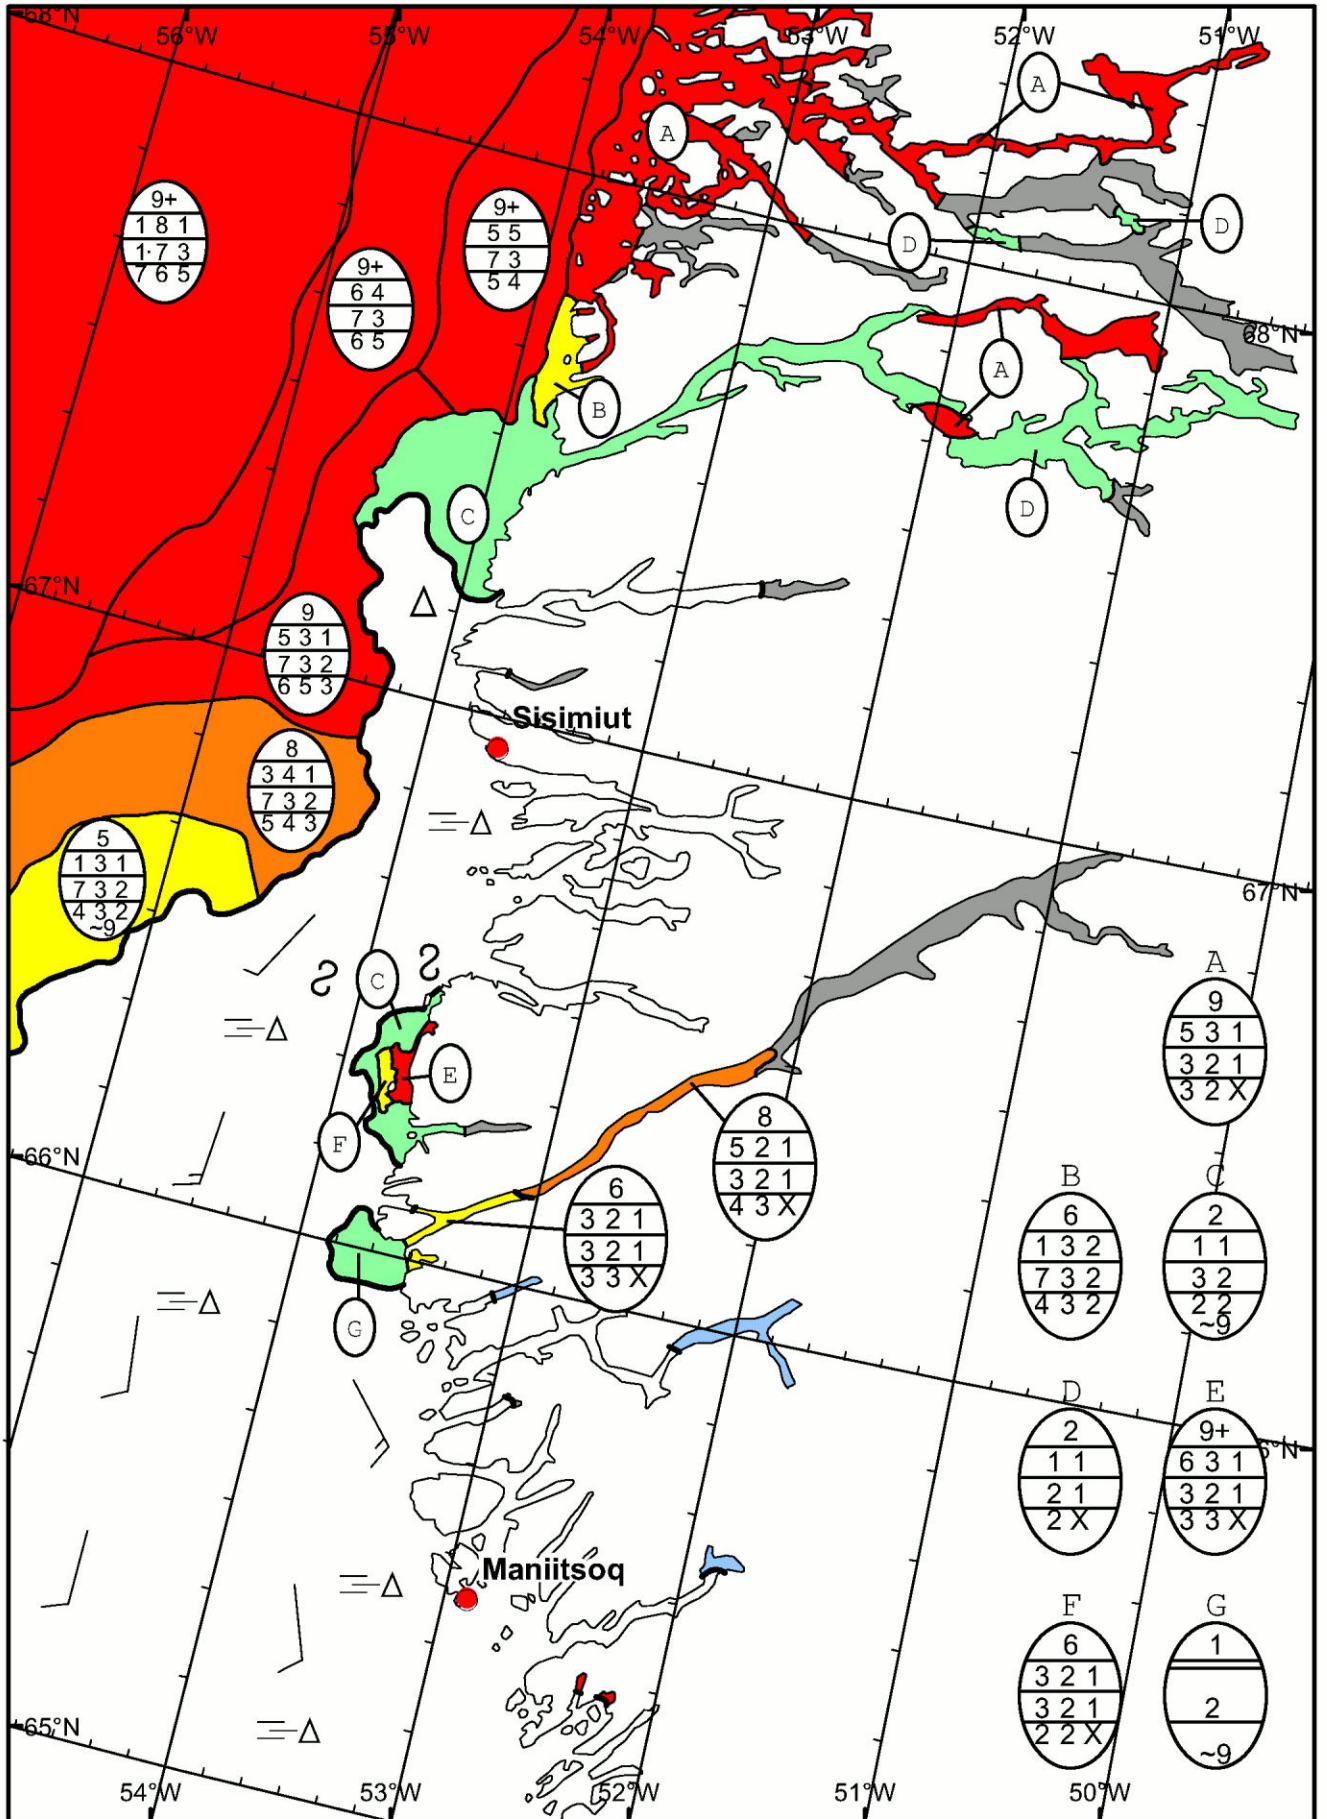 68°N
56°W 55°W 54°W 53°W 52°W 51°W
A
A
9+
1 8 1
1· 7 3
7 6 5
9+
5 5
7 3
5 4
D
D
9+
6 4
7 3
6 5
68°N
A
B
C
D
67°N
9
5 3 1
7 3 2
6 5 3
Sisimiut
8
3 4 1
7 3 2
5 4 3
5
1 3 1
7 3 2
4 3 2
~9
67°N
C
E
F
66°N
8
5 2 1
3 2 1
4 3 X
6
3 2 1
3 2 1
3 3 X
G
A
9
5 3 1
3 2 1
3 2 X
B
6
1 3 2
7 3 2
4 3 2
C
2
1 1
3 2
2 2
~9
D
2
1 1
2 1
2 X
E
9+
6 3 1
3 2 1
3 3 X
6°N
Maniitsoq
F
6
3 2 1
3 2 1
2 2 X
G
1
2
~9
65°N
54°W 53°W 52°W 51°W 50°W